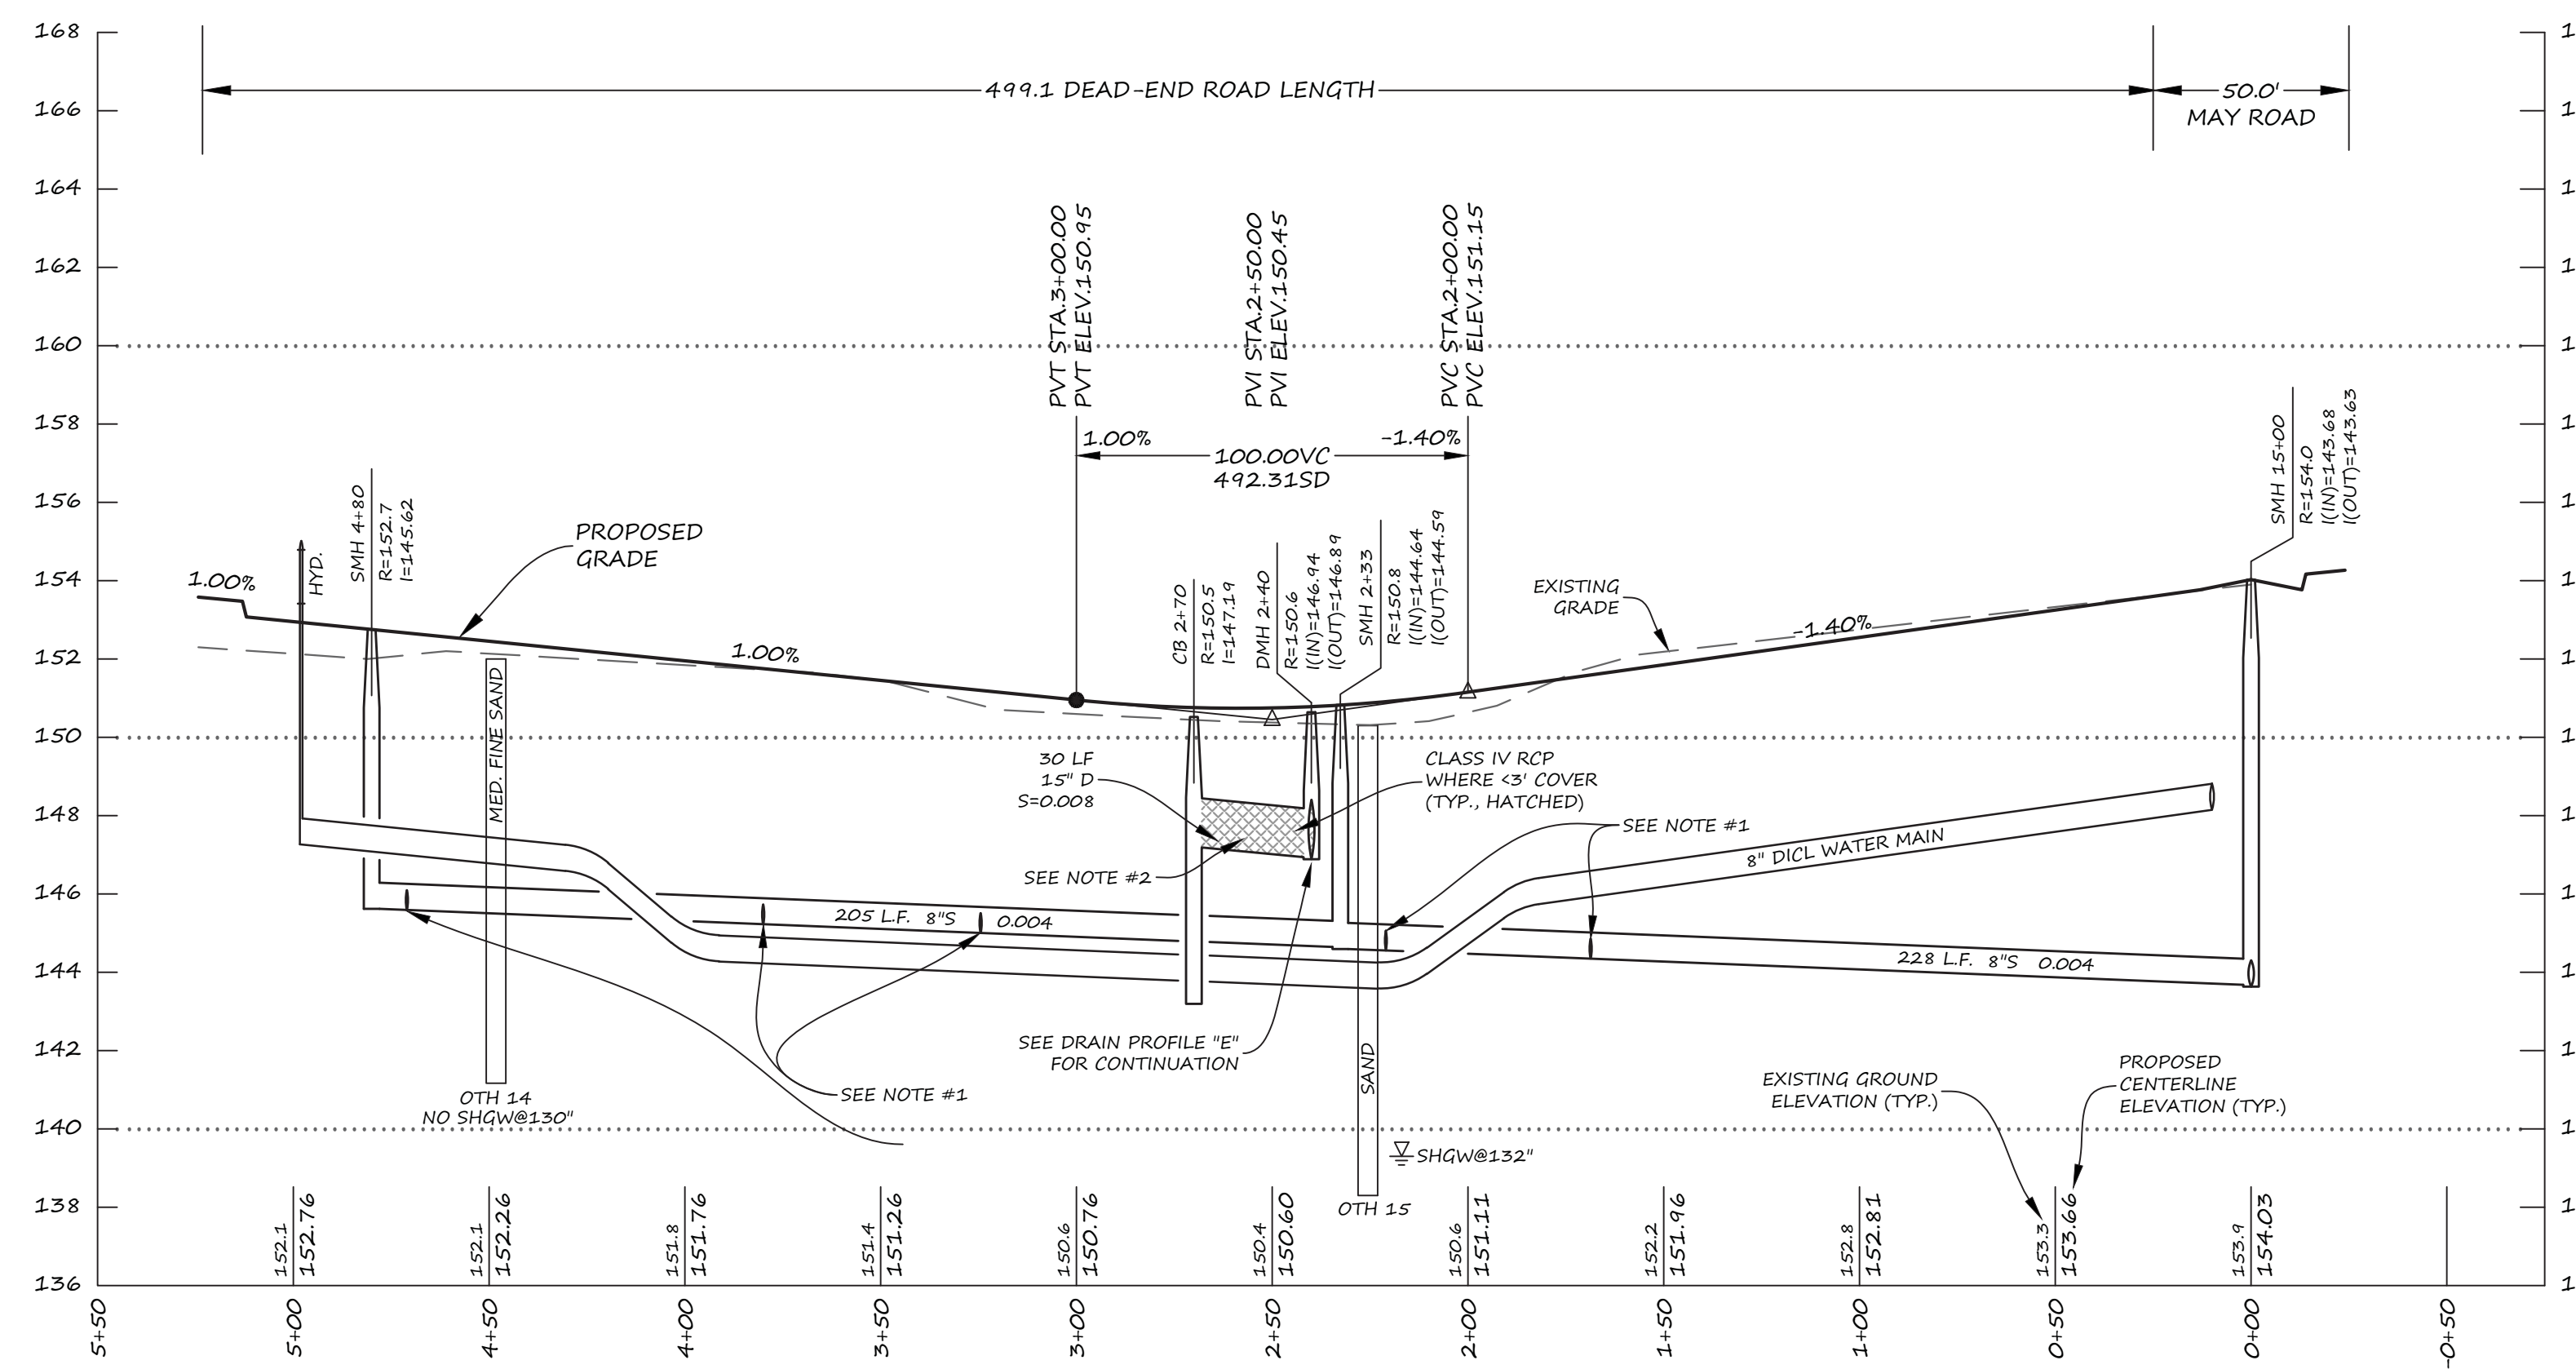 168
166
164
162
160
158
156
154
152
150
148
146
144
142
140
138
136
499.1 DEAD-END ROAD LENGTH
50.0'
MAY ROAD
PVT STA.3+00.00
PVT ELEV.150.95
PVI STA.2+50.00
PVI ELEV.150.45
PVC STA.2+00.00
PVC ELEV.151.15
1.00%
-1.40%
100.00VC
492.31SD
SMH 15+00
R=154.0
I(IN)=143.68
I(OUT)=143.63
1.00%
HYD.
SMH 4+80
R=152.7
I=145.62
PROPOSED
GRADE
1.00%
CB 2+70
R=150.5
I=147.19
DMH 2+40
R=150.6
I(IN)=146.94
I(OUT)=146.89
SMH 2+33
R=150.8
I(IN)=144.64
I(OUT)=144.59
EXISTING
GRADE
-1.40%
MED. FINE SAND
30 LF
15" D
S=0.008
CLASS IV RCP
WHERE <3' COVER
(TYP., HATCHED)
SEE NOTE #1
SEE NOTE #2
8" DICL WATER MAIN
205 L.F. 8"S 0.004
228 L.F. 8"S 0.004
SEE DRAIN PROFILE "E"
FOR CONTINUATION
SAND
SEE NOTE #1
OTH 14
NO SHGW@130"
SHGW@132"
OTH 15
EXISTING GROUND
ELEVATION (TYP.)
PROPOSED
CENTERLINE
ELEVATION (TYP.)
152.1
152.76
152.1
152.26
151.8
151.76
151.4
151.26
150.6
150.76
150.4
150.60
150.6
151.11
152.2
151.96
152.8
152.81
153.3
153.66
153.9
154.03
5+50
5+00
4+50
4+00
3+50
3+00
2+50
2+00
1+50
1+00
0+50
0+00
-0+50